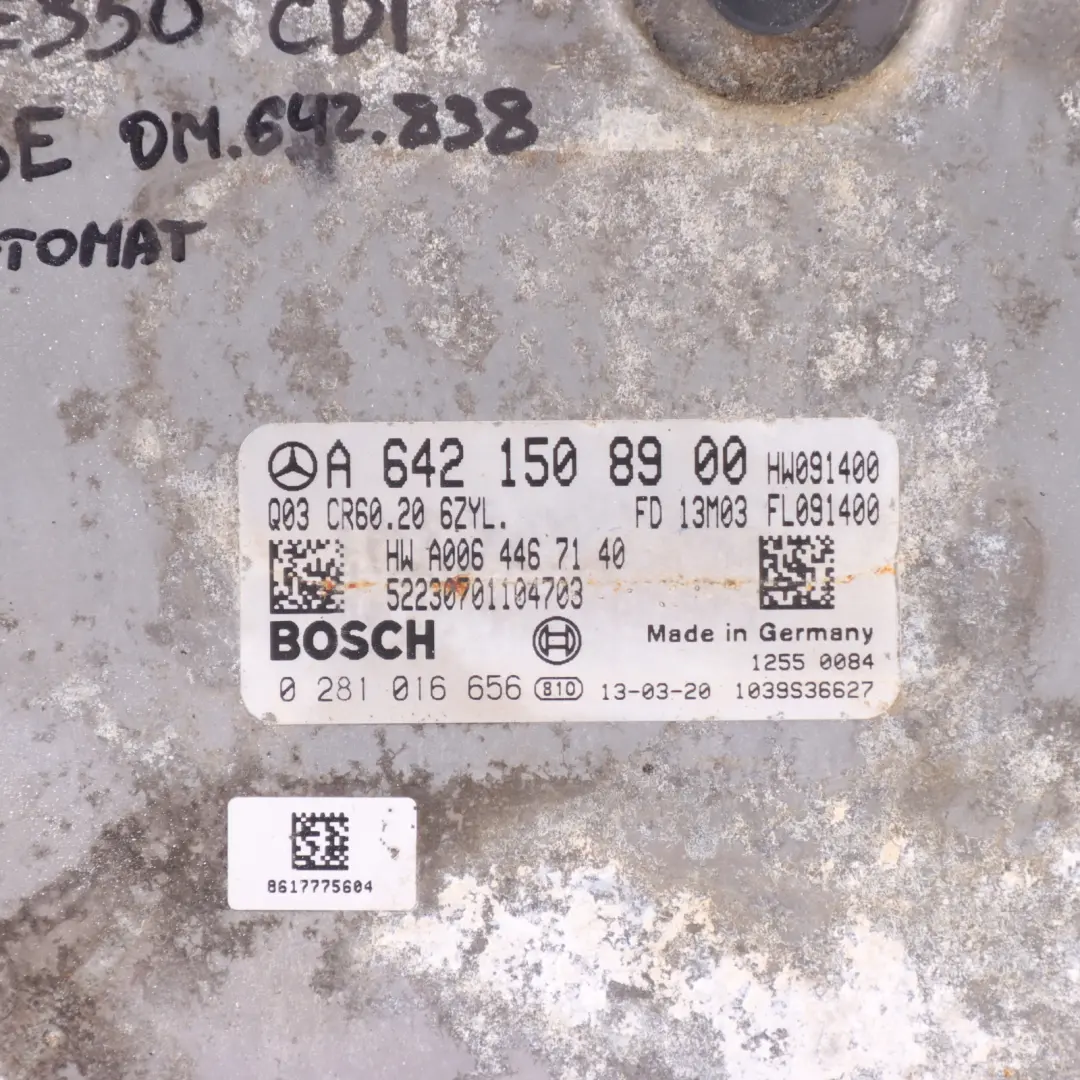 E350 CDI
OM.642.838
A 642 150 89 00 HW091400
Q03 CR60.20 6ZYL. FD 13M03 FL091400
HW A006 446 71 40
52230701104703
BOSCH Made in Germany
1255 0084
0 281 016 656 810 13-03-20 1039S36627
8617775604